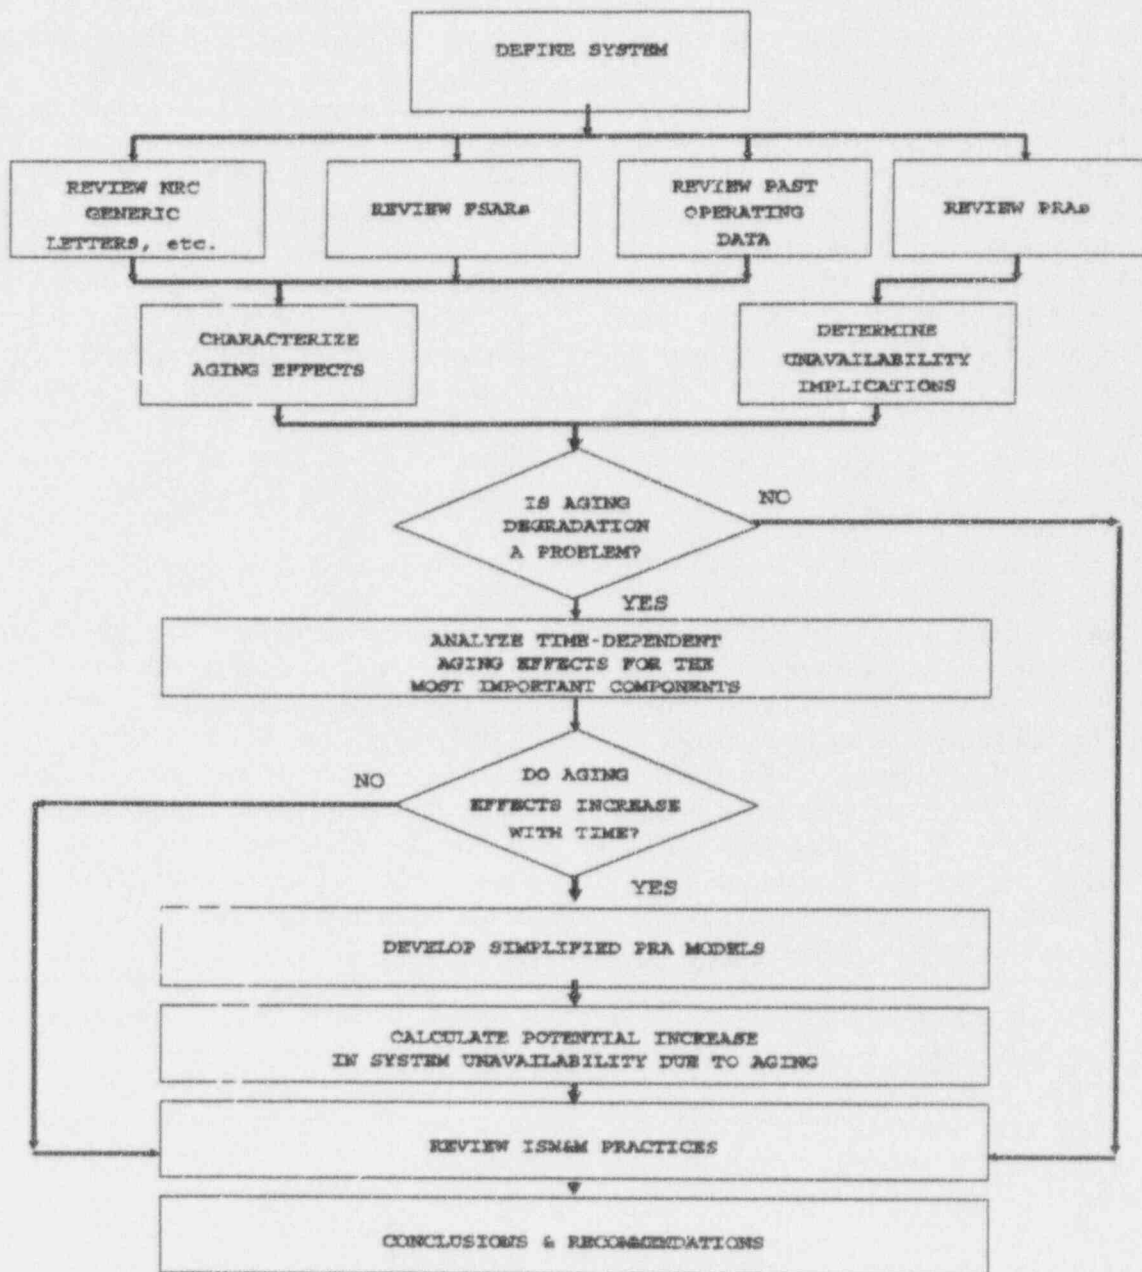 DEFINE SYSTEM
REVIEW NRC
GENERIC
LETTERS, etc.
REVIEW FSARs
REVIEW PAST
OPERATING
DATA
REVIEW PRAs
CHARACTERIZE
AGING EFFECTS
DETERMINE
UNAVAILABILITY
IMPLICATIONS
IS AGING
DEGRADATION
A PROBLEM?
NO
YES
ANALYZE TIME-DEPENDENT
AGING EFFECTS FOR THE
MOST IMPORTANT COMPONENTS
NO
DO AGING
EFFECTS INCREASE
WITH TIME?
YES
DEVELOP SIMPLIFIED PRA MODELS
CALCULATE POTENTIAL INCREASE
IN SYSTEM UNAVAILABILITY DUE TO AGING
REVIEW ISM&M PRACTICES
CONCLUSIONS & RECOMMENDATIONS